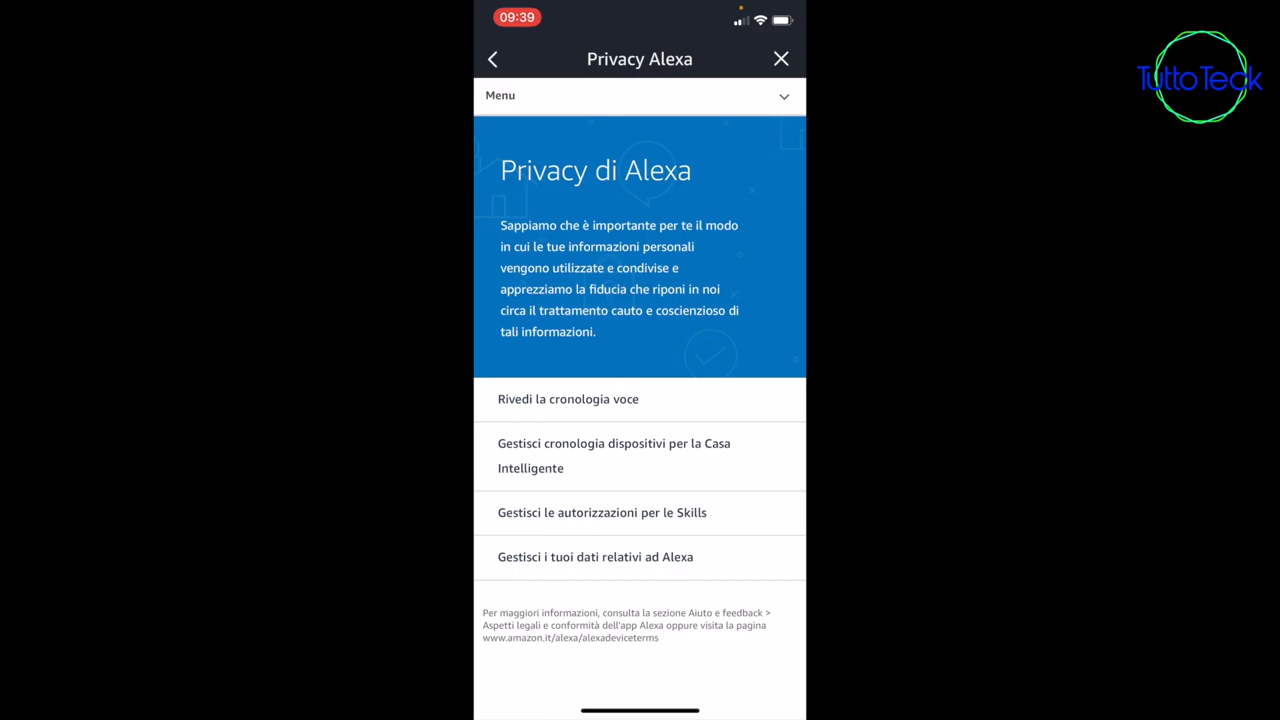 09:39
Privacy Alexa
TuttoTeck
Menu
Privacy di Alexa
Sappiamo che è importante per te il modo
in cui le tue informazioni personali
vengono utilizzate e condivise e
apprezziamo la fiducia che riponi in noi
circa il trattamento cauto e coscienzioso di
tali informazioni.
Rivedi la cronologia voce
Gestisci cronologia dispositivi per la Casa
Intelligente
Gestisci le autorizzazioni per le Skills
Gestisci i tuoi dati relativi ad Alexa
Per maggiori informazioni, consulta la sezione Aiuto e feedback >
Aspetti legali e conformità dell'app Alexa oppure visita la pagina
www.amazon.it/alexa/alexadeviceterms